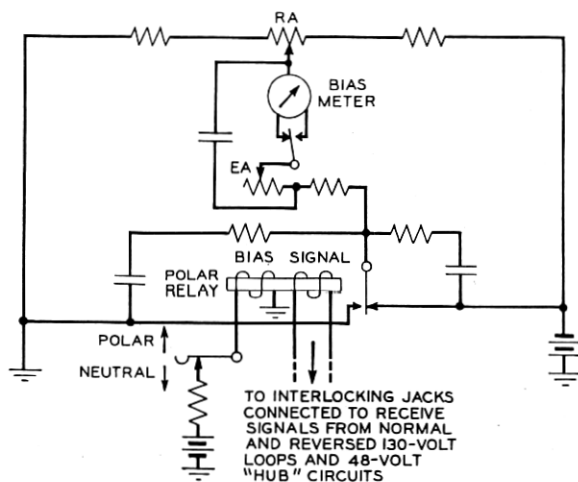 RA
BIAS
METER
EA
BIAS SIGNAL
POLAR
RELAY
POLAR
NEUTRAL
TO INTERLOCKING JACKS
CONNECTED TO RECEIVE
SIGNALS FROM NORMAL
AND REVERSED 130-VOLT
LOOPS AND 48-VOLT
"HUB" CIRCUITS